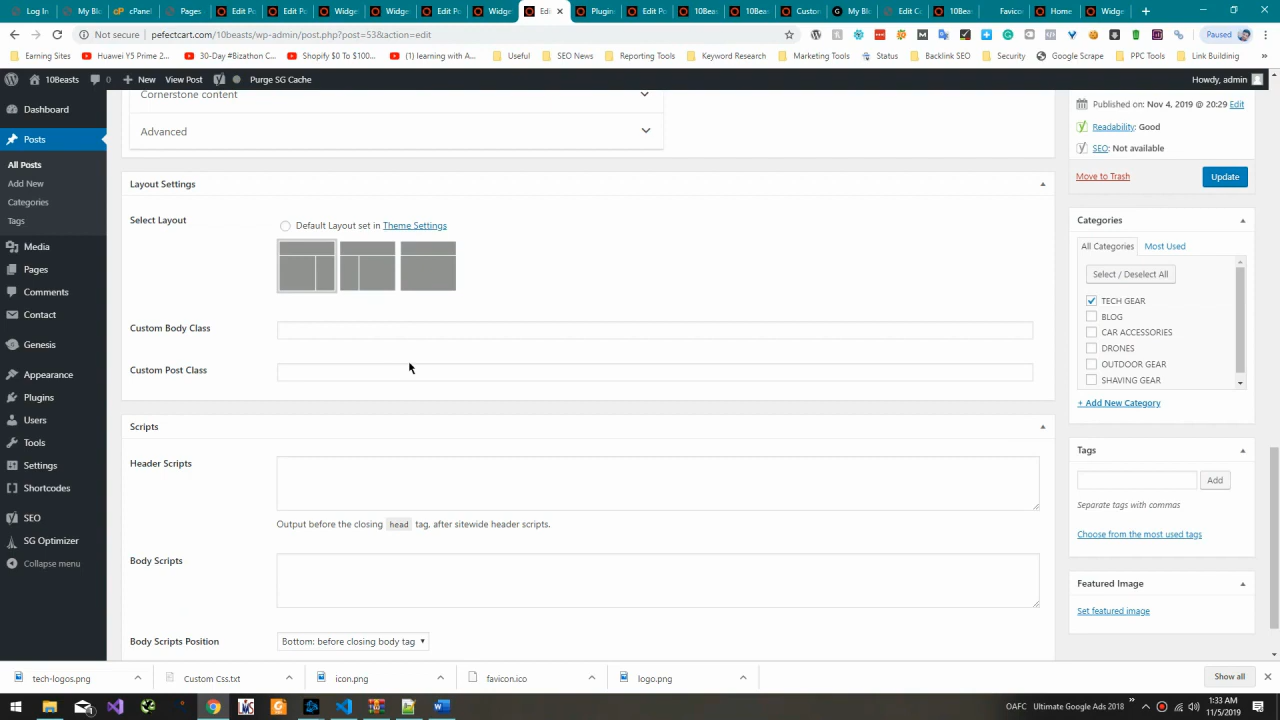 Log In
My Blo
cPanel
Pages
Edit Po
Edit Po
Widge
Widge
Edit Po
Widge
Edi
Plugin
Edit Po
10Bea
10Bea
Custom
My Blo
Edit Co
10Bea
Favicon
Home
Widge
Not secure
pefectcart.com/10beasts/wp-admin/post.php?post=53&action=edit
Paused
Earning Sites
Huawei Y5 Prime 2...
30-Day #Bizathon C...
Shopify $0 To $100...
(1) learning with A...
Useful
SEO News
Reporting Tools
Keyword Research
Marketing Tools
Status
Backlink SEO
Security
Google Scrape
PPC Tools
Link Building
10Beasts
0
New
View Post
Purge SG Cache
Howdy, admin
Dashboard
Posts
All Posts
Add New
Categories
Tags
Media
Pages
Comments
Contact
Genesis
Appearance
Plugins
Users
Tools
Settings
Shortcodes
SEO
SG Optimizer
Collapse menu
Cornerstone content
Advanced
Layout Settings
Select Layout
Default Layout set in Theme Settings
Custom Body Class
Custom Post Class
Scripts
Header Scripts
Output before the closing head tag, after sitewide header scripts.
Body Scripts
Body Scripts Position
Bottom: before closing body tag
Published on: Nov 4, 2019 @ 20:29 Edit
Readability: Good
SEO: Not available
Move to Trash
Update
Categories
All Categories
Most Used
Select / Deselect All
TECH GEAR
BLOG
CAR ACCESSORIES
DRONES
OUTDOOR GEAR
SHAVING GEAR
+ Add New Category
Tags
Add
Separate tags with commas
Choose from the most used tags
Featured Image
Set featured image
tech-logos.png
Custom Css.txt
icon.png
favicon.ico
logo.png
Show all
OAFC
Ultimate Google Ads 2018
1:33 AM
11/5/2019